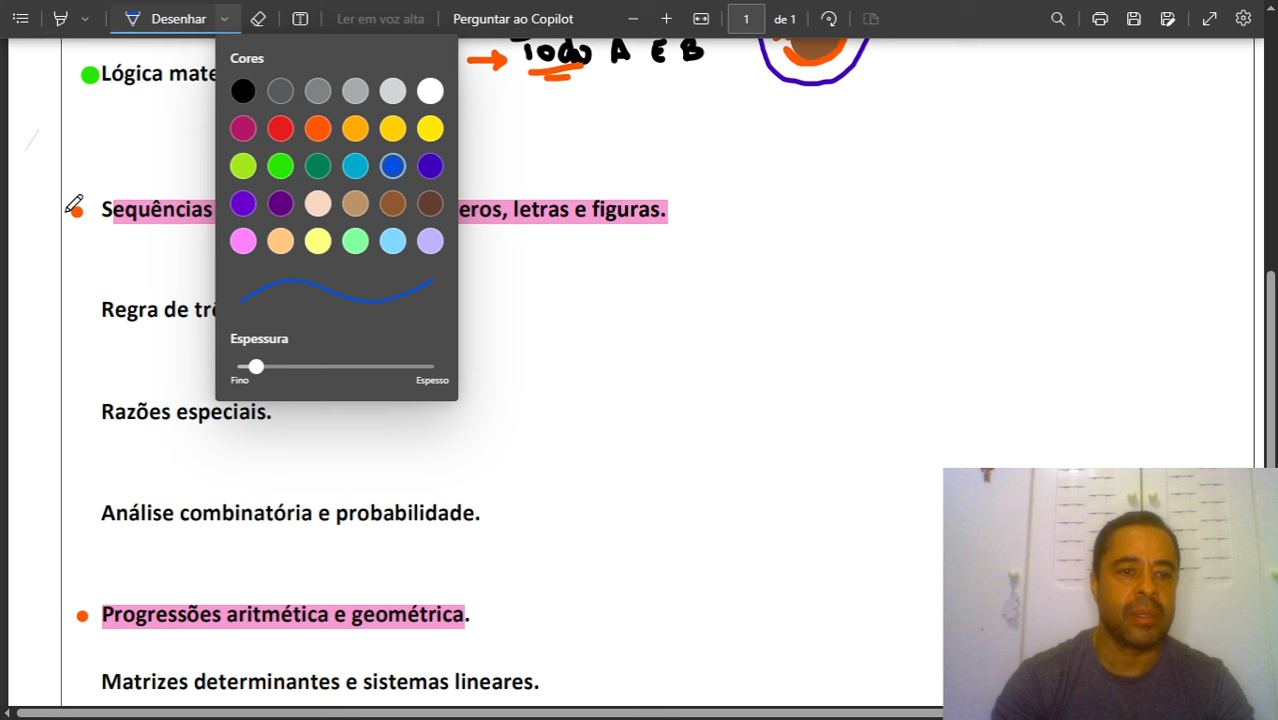 Desenhar
Ler em voz alta
Perguntar ao Copilot
1 de 1
Todo A E B
Cores
Lógica mate
Sequências
eros, letras e figuras.
Regra de trê
Espessura
Fino
Espesso
Razões especiais.
Análise combinatória e probabilidade.
Progressões aritmética e geométrica.
Matrizes determinantes e sistemas lineares.